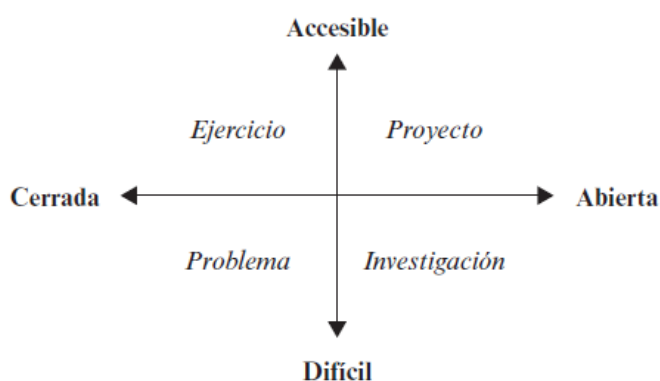 Accesible
Ejercicio Proyecto
Cerrada Abierta
Problema Investigación
Difícil